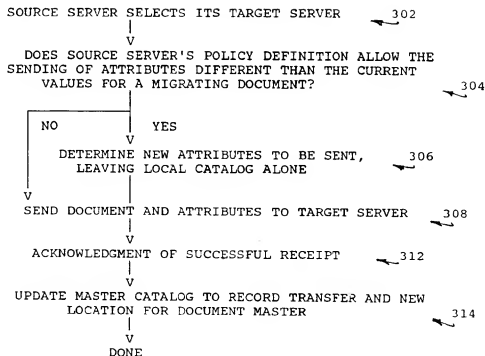 SOURCE SERVER SELECTS ITS TARGET SERVER 302
DOES SOURCE SERVER'S POLICY DEFINITION ALLOW THE
SENDING OF ATTRIBUTES DIFFERENT THAN THE CURRENT
VALUES FOR A MIGRATING DOCUMENT?
304
NO YES
DETERMINE NEW ATTRIBUTES TO BE SENT, 306
LEAVING LOCAL CATALOG ALONE
SEND DOCUMENT AND ATTRIBUTES TO TARGET SERVER 308
ACKNOWLEDGMENT OF SUCCESSFUL RECEIPT 312
UPDATE MASTER CATALOG TO RECORD TRANSFER AND NEW
LOCATION FOR DOCUMENT MASTER 314
DONE